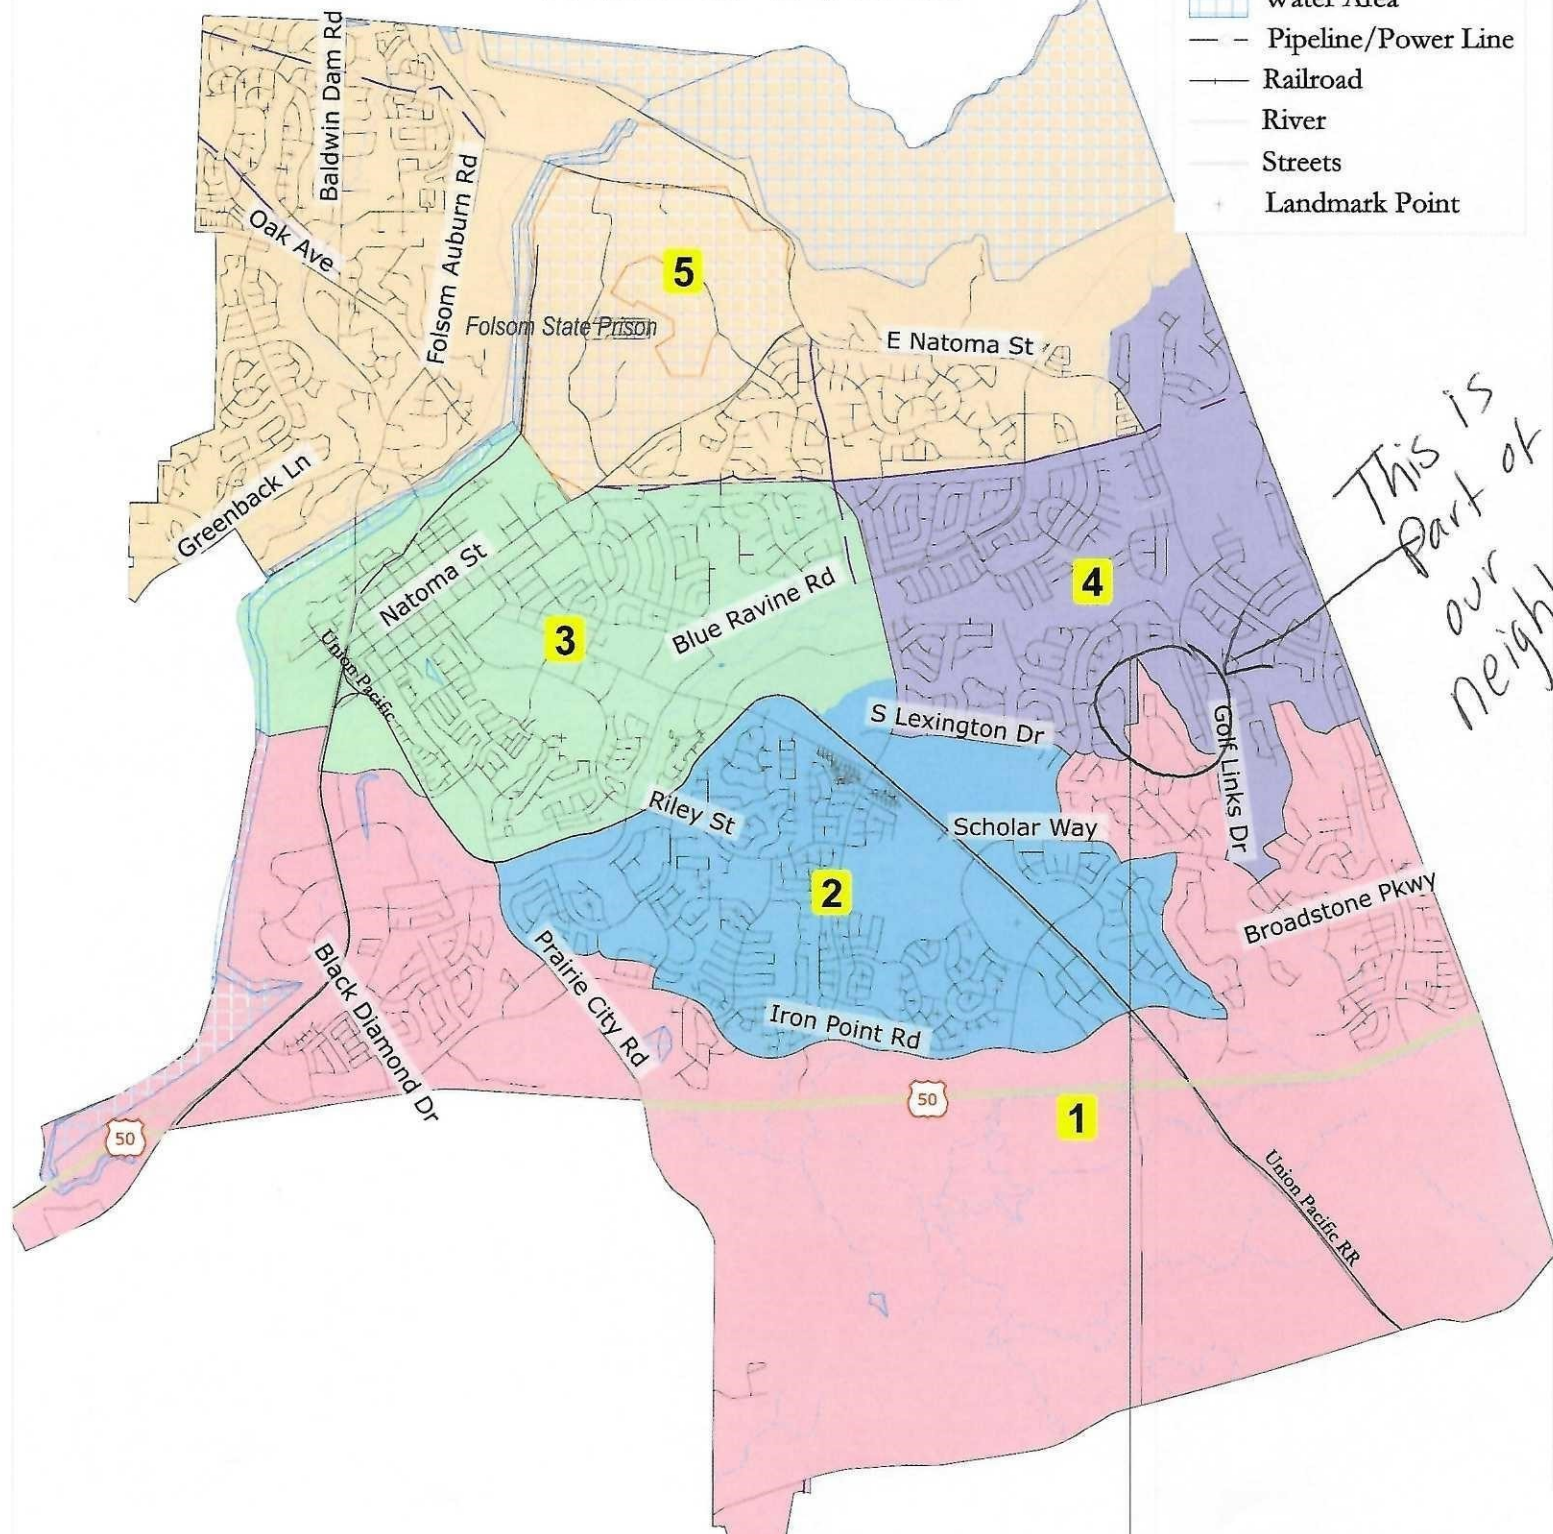 Water Area
Pipeline/Power Line
Railroad
River
Streets
Landmark Point
Baldwin Dam Rd
Oak Ave
Folsom Auburn Rd
5
Folsom State Prison
E Natoma St
Greenback Ln
This is
part of
our
neigh
Natoma St
4
3
Blue Ravine Rd
Union Pacific
S Lexington Dr
Golf Links Dr
Riley St
Scholar Way
2
Broadstone Pkwy
Prairie City Rd
Black Diamond Dr
Iron Point Rd
50
50
1
Union Pacific RR